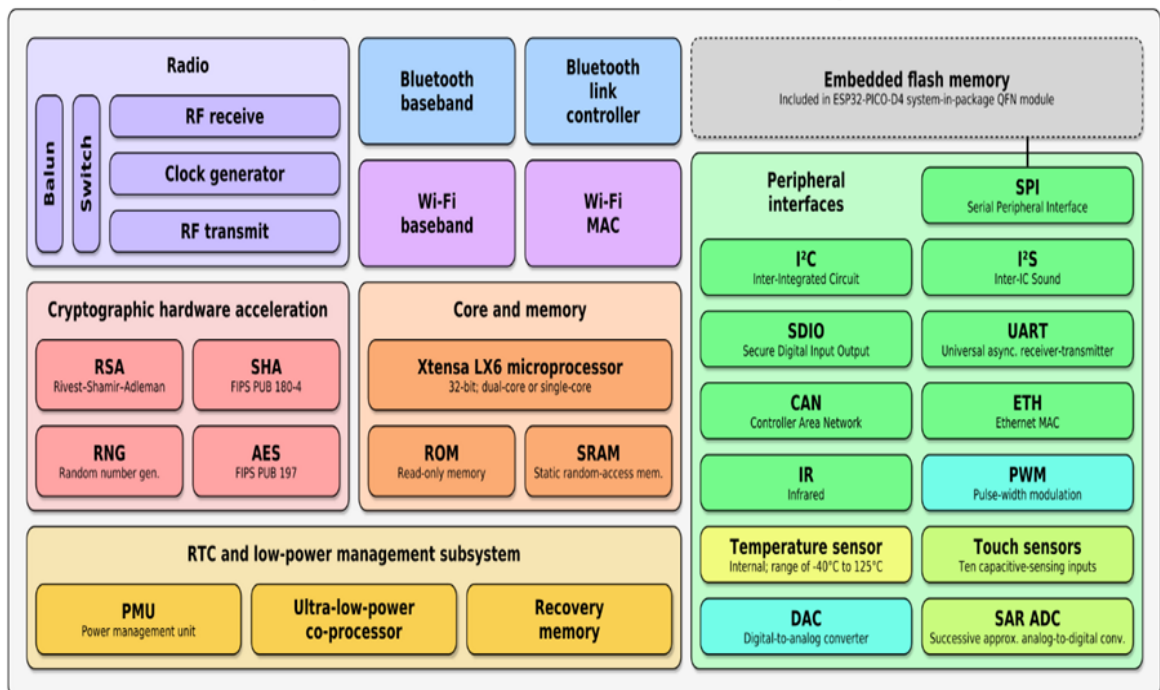 Radio
Balun
Switch
RF receive
Clock generator
RF transmit
Bluetooth
baseband
Bluetooth
link
controller
Wi-Fi
baseband
Wi-Fi
MAC
Embedded flash memory
Included in ESP32-PICO-D4 system-in-package QFN module
Peripheral
interfaces
SPI
Serial Peripheral Interface
I²C
Inter-Integrated Circuit
I²S
Inter-IC Sound
SDIO
Secure Digital Input Output
UART
Universal async. receiver-transmitter
CAN
Controller Area Network
ETH
Ethernet MAC
IR
Infrared
PWM
Pulse-width modulation
Temperature sensor
Internal; range of -40°C to 125°C
Touch sensors
Ten capacitive-sensing inputs
DAC
Digital-to-analog converter
SAR ADC
Successive approx. analog-to-digital conv.
Cryptographic hardware acceleration
RSA
Rivest–Shamir–Adleman
SHA
FIPS PUB 180-4
RNG
Random number gen.
AES
FIPS PUB 197
Core and memory
Xtensa LX6 microprocessor
32-bit; dual-core or single-core
ROM
Read-only memory
SRAM
Static random-access mem.
RTC and low-power management subsystem
PMU
Power management unit
Ultra-low-power
co-processor
Recovery
memory